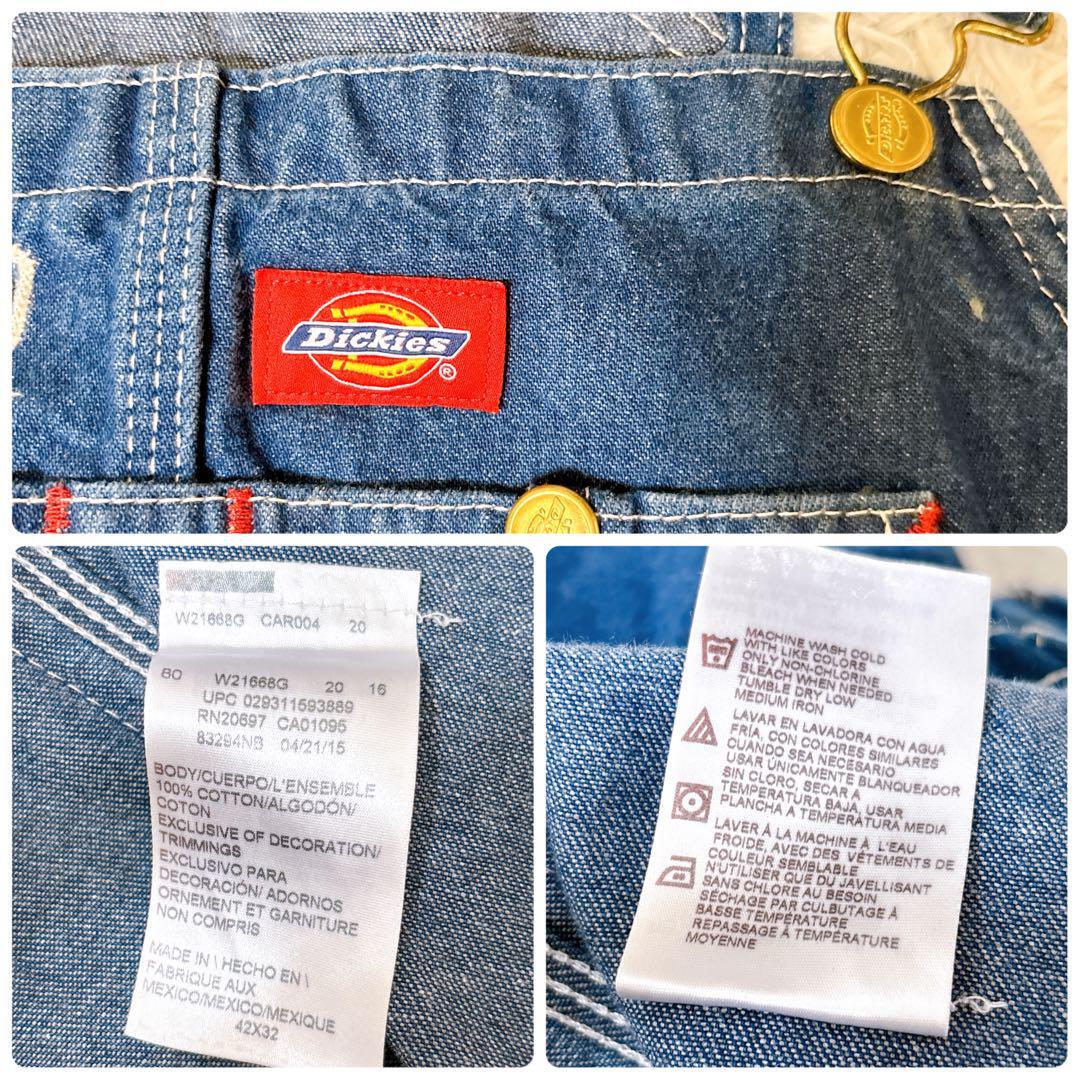 Dickies
®
W21668G CAR004 20
80 W21668G 20 16
UPC 029311593889
RN20697 CA01095
83294NB 04/21/15
BODY/CUERPO/L'ENSEMBLE
100% COTTON/ALGODÓN/
COTON
EXCLUSIVE OF DECORATION/
TRIMMINGS
EXCLUSIVO PARA
DECORACIÓN/ ADORNOS
ORNEMENT ET GARNITURE
NON COMPRIS
MADE IN \ HECHO EN \
FABRIQUE AUX
MEXICO/MEXICO/MEXIQUE
42X32
MACHINE WASH COLD
WITH LIKE COLORS
ONLY NON-CHLORINE
BLEACH WHEN NEEDED
TUMBLE DRY LOW
MEDIUM IRON
LAVAR EN LAVADORA CON AGUA
FRÍA, CON COLORES SIMILARES
CUANDO SEA NECESARIO
USAR ÚNICAMENTE BLANQUEADOR
SIN CLORO, SECAR A
TEMPERATURA BAJA, USAR
PLANCHA A TEMPERATURA MEDIA
LAVER À LA MACHINE À L'EAU
FROIDE, AVEC DES VÊTEMENTS DE
COULEUR SEMBLABLE
N'UTILISER QUE DU JAVELLISANT
SANS CHLORE AU BESOIN
SÉCHAGE PAR CULBUTAGE À
BASSE TEMPÉRATURE
REPASSAGE À TEMPÉRATURE
MOYENNE